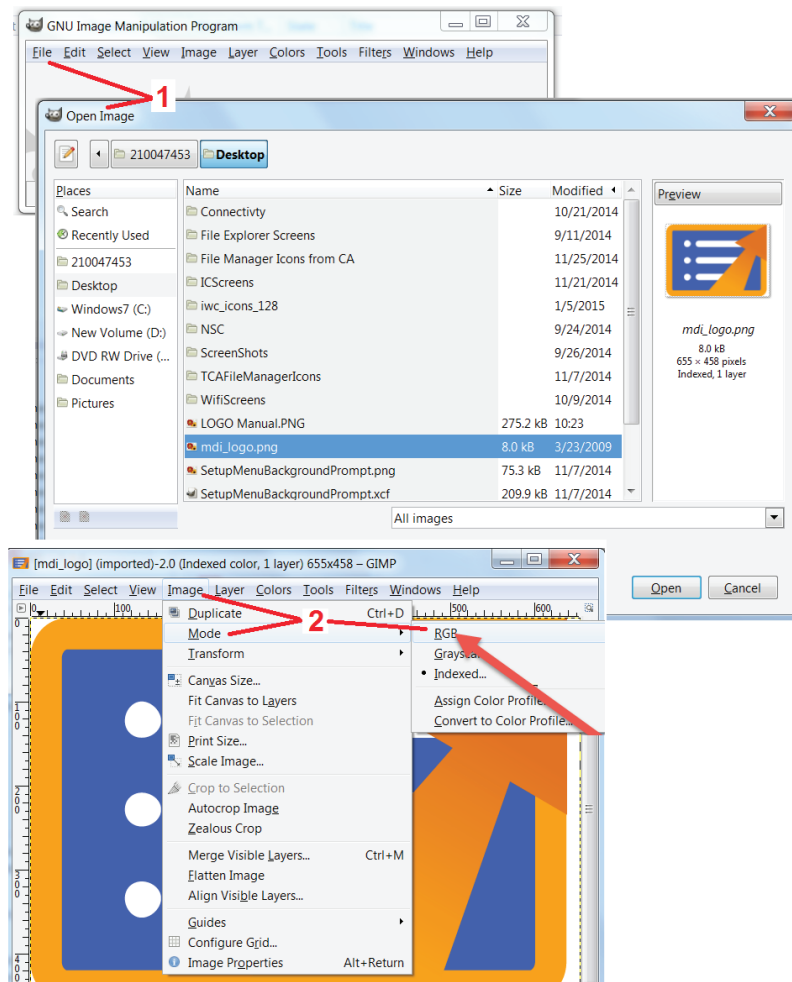 GNU Image Manipulation Program
File Edit Select View Image Layer Colors Tools Filters Windows Help
1
Open Image
210047453 Desktop
Places Name Size Modified Preview
Search Connectivty 10/21/2014
Recently Used File Explorer Screens 9/11/2014
210047453 File Manager Icons from CA 11/25/2014
Desktop ICScreens 11/21/2014
Windows7 (C:) iwc_icons_128 1/5/2015
New Volume (D:) NSC 9/24/2014 mdi_logo.png
DVD RW Drive (... ScreenShots 9/26/2014 8.0 kB
655 × 458 pixels
Documents TCAFileManagerIcons 11/7/2014 Indexed, 1 layer
Pictures WifiScreens 10/9/2014
LOGO Manual.PNG 275.2 kB 10:23
mdi_logo.png 8.0 kB 3/23/2009
SetupMenuBackgroundPrompt.png 75.3 kB 11/7/2014
SetupMenuBackgroundPrompt.xcf 209.9 kB 11/7/2014
All images
Open Cancel
[mdi_logo] (imported)-2.0 (Indexed color, 1 layer) 655x458 – GIMP
File Edit Select View Image Layer Colors Tools Filters Windows Help
0 100 500 600
Duplicate Ctrl+D
2
Mode RGB
Transform Grayscal
Indexed...
Canvas Size...
Fit Canvas to Layers Assign Color Profile..
Fit Canvas to Selection Convert to Color Profile...
Print Size...
Scale Image...
Crop to Selection
Autocrop Image
Zealous Crop
Merge Visible Layers... Ctrl+M
Flatten Image
Align Visible Layers...
Guides
Configure Grid...
Image Properties Alt+Return
0
100
200
300
400